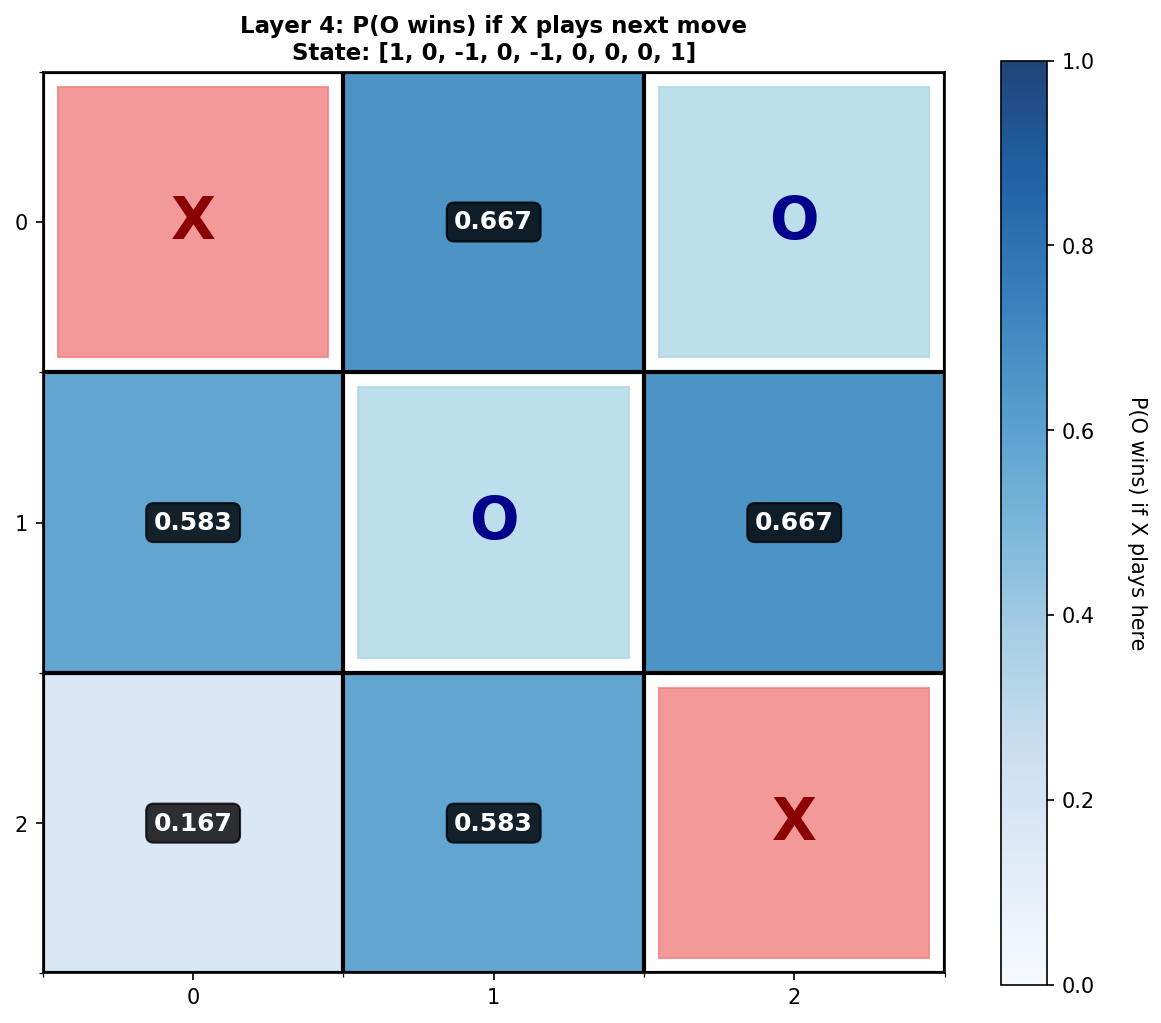 Layer 4: P(O wins) if X plays next move
State: [1, 0, -1, 0, -1, 0, 0, 0, 1]
X
0.667
O
0.583
O
0.667
0.167
0.583
X
0
1
2
0
1
2
1.0
0.8
0.6
0.4
0.2
0.0
P(O wins) if X plays here